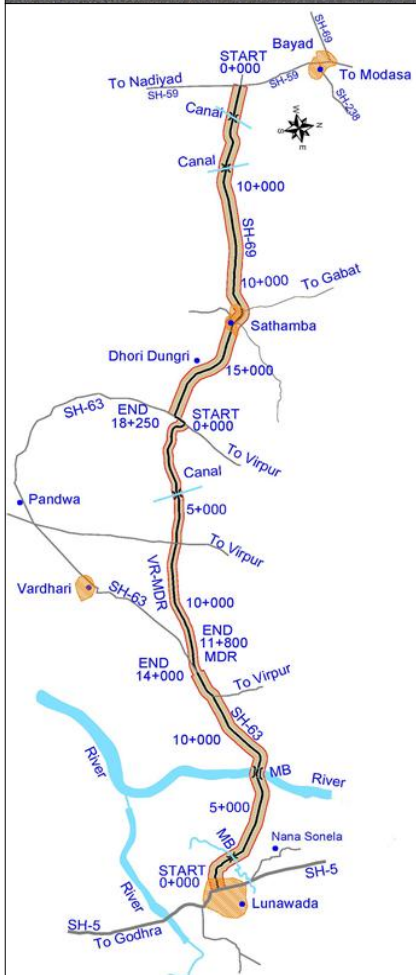 SH-69
Bayad
START
0+000
To Nadiyad
SH-59
SH-59
To Modasa
SH-238
Canal
N
W
S
E
Canal
10+000
SH-69
10+000
To Gabat
Sathamba
Dhori Dungri
15+000
SH-63
END
18+250
START
0+000
To Virpur
Canal
Pandwa
5+000
To Virpur
VR-MDR
Vardhari
SH-63
10+000
END
11+800
MDR
END
14+000
To Virpur
SH-63
10+000
River
MB
River
5+000
MB
Nana Sonela
START
0+000
SH-5
River
Lunawada
SH-5
To Godhra